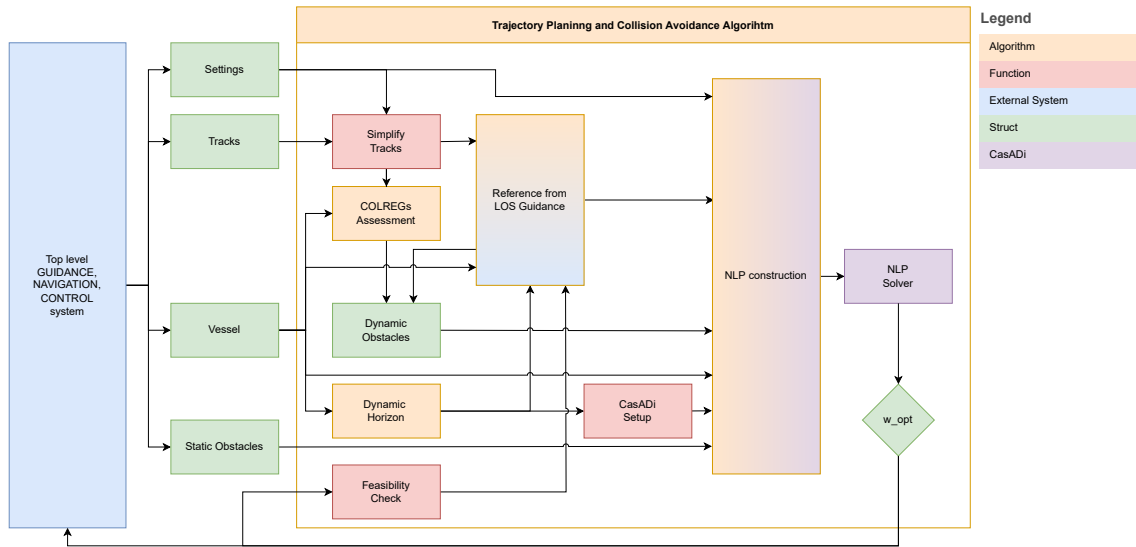 Trajectory Planinng and Collision Avoidance Algorihtm
Legend
Algorithm
Function
External System
Struct
CasADi
Top level
GUIDANCE,
NAVIGATION,
CONTROL
system
Settings
Tracks
Vessel
Static Obstacles
Simplify
Tracks
COLREGs
Assessment
Dynamic
Obstacles
Dynamic
Horizon
Feasibility
Check
Reference from
LOS Guidance
CasADi
Setup
NLP construction
NLP
Solver
w_opt